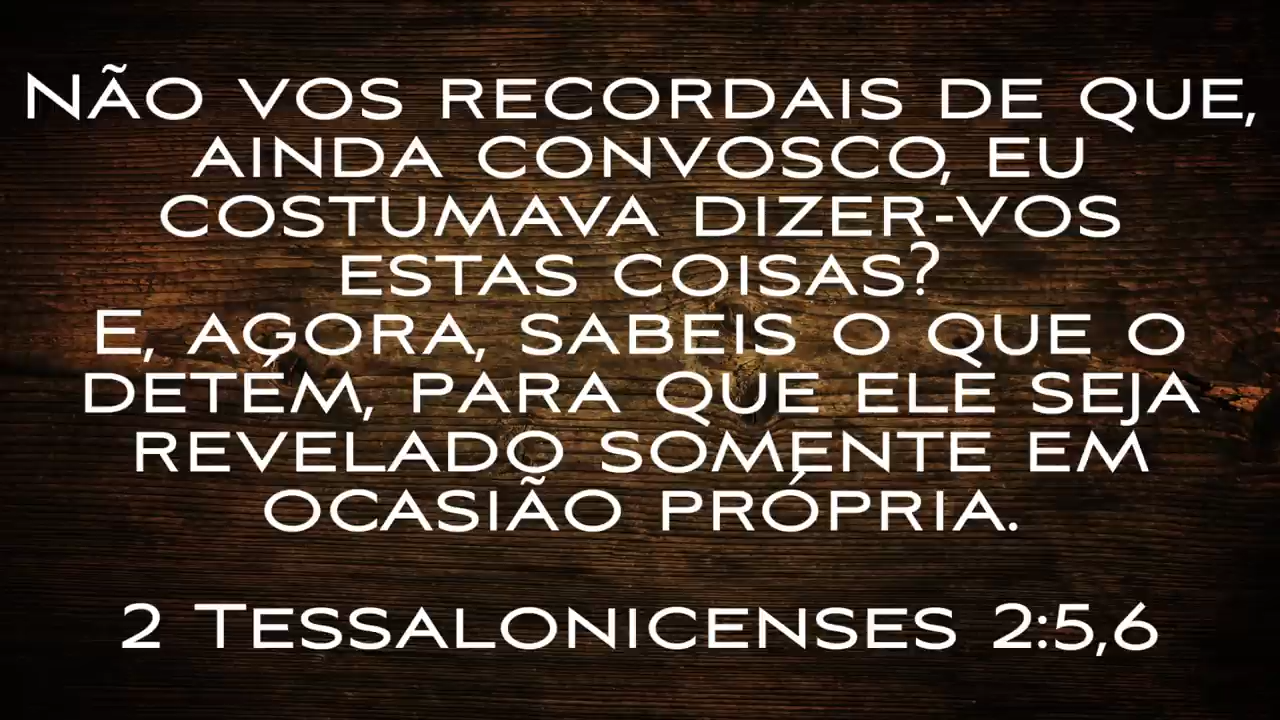 Não vos recordais de que,
ainda convosco, eu
costumava dizer-vos
estas coisas?
E, agora, sabeis o que o
detém, para que ele seja
revelado somente em
ocasião própria.
2 Tessalonicenses 2:5,6